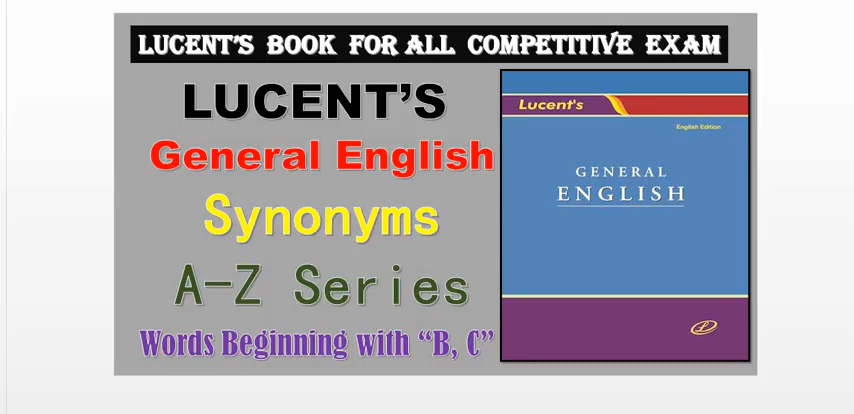 LUCENT'S BOOK FOR ALL COMPETITIVE EXAM
LUCENT'S
General English
Synonyms
A-Z Series
Words Beginning with "B, C"
Lucent's
English Edition
GENERAL
ENGLISH